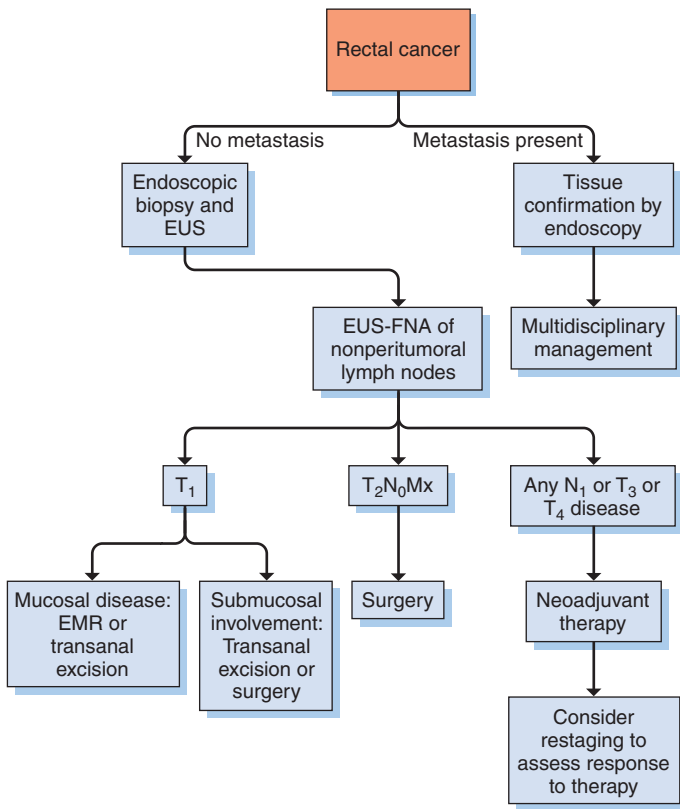 Rectal cancer
No metastasis
Metastasis present
Endoscopic
biopsy and
EUS
Tissue
confirmation by
endoscopy
EUS-FNA of
nonperitumoral
lymph nodes
Multidisciplinary
management
T₁
T₂N₀Mx
Any N₁ or T₃ or
T₄ disease
Mucosal disease:
EMR or
transanal
excision
Submucosal
involvement:
Transanal
excision or
surgery
Surgery
Neoadjuvant
therapy
Consider
restaging to
assess response
to therapy